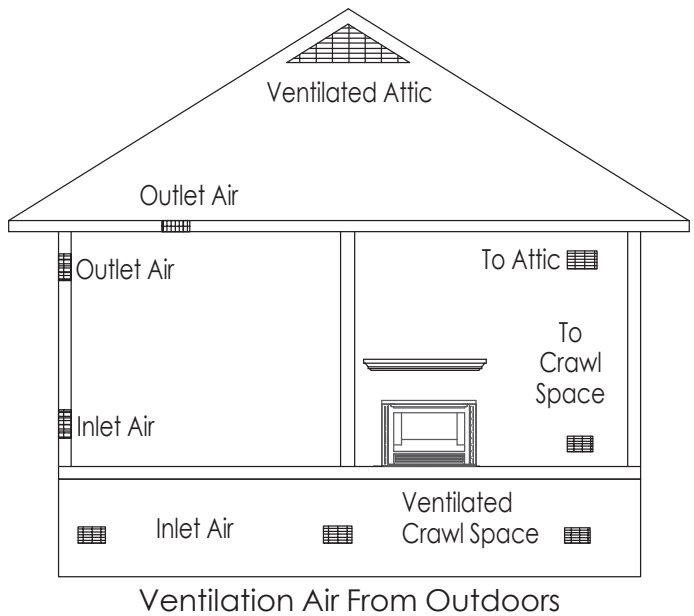 Ventilated Attic
Outlet Air
Outlet Air
To Attic
To
Crawl
Space
Inlet Air
Inlet Air
Ventilated
Crawl Space
Ventilation Air From Outdoors